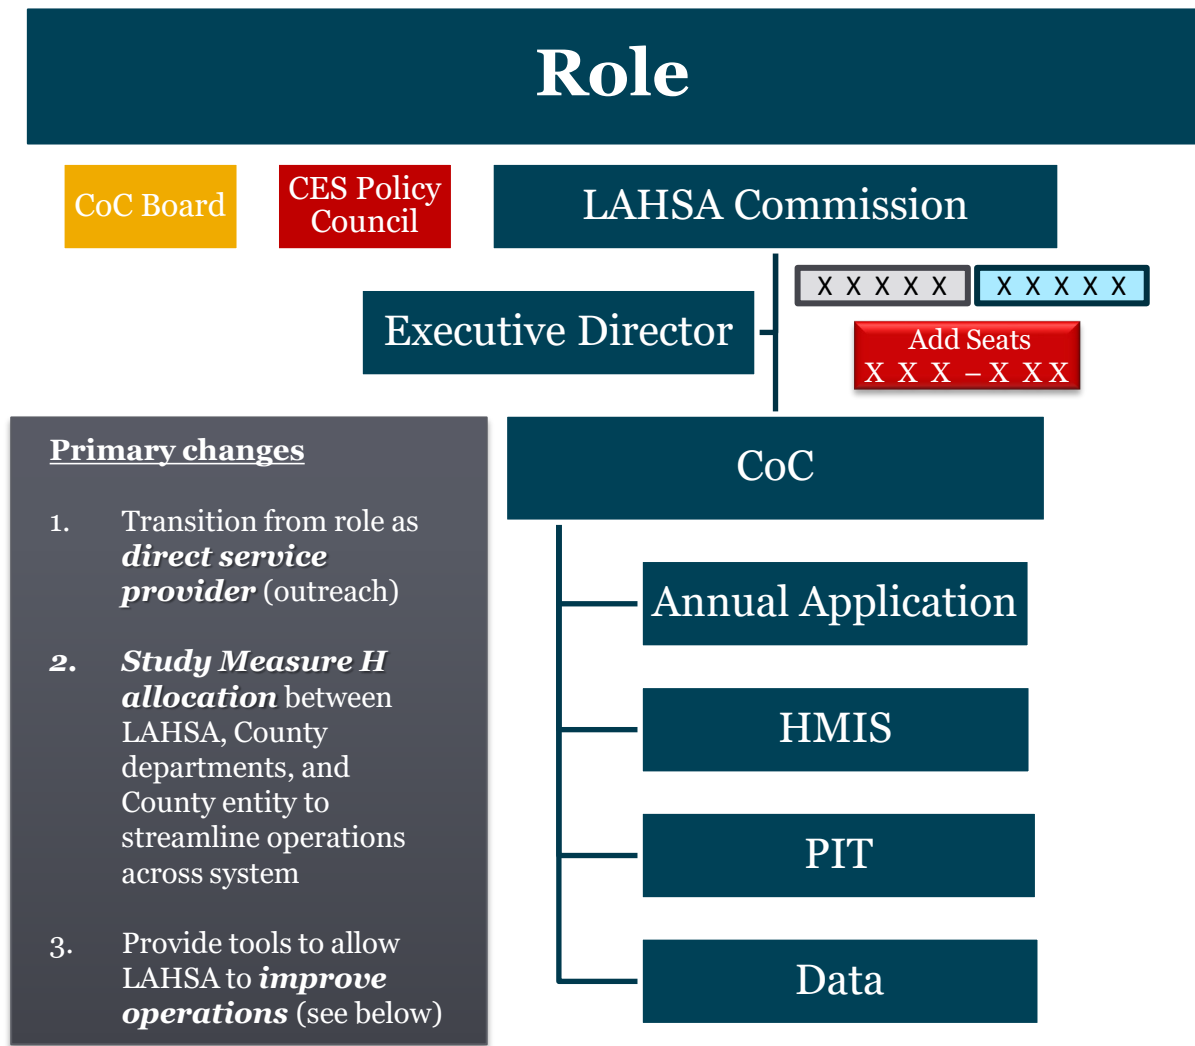 Role
CoC Board
CES Policy
Council
LAHSA Commission
X X X X X
X X X X X
Executive Director
Add Seats
X X X – X X X
Primary changes
1. Transition from role as
direct service
provider (outreach)
2. Study Measure H
allocation between
LAHSA, County
departments, and
County entity to
streamline operations
across system
3. Provide tools to allow
LAHSA to improve
operations (see below)
CoC
Annual Application
HMIS
PIT
Data